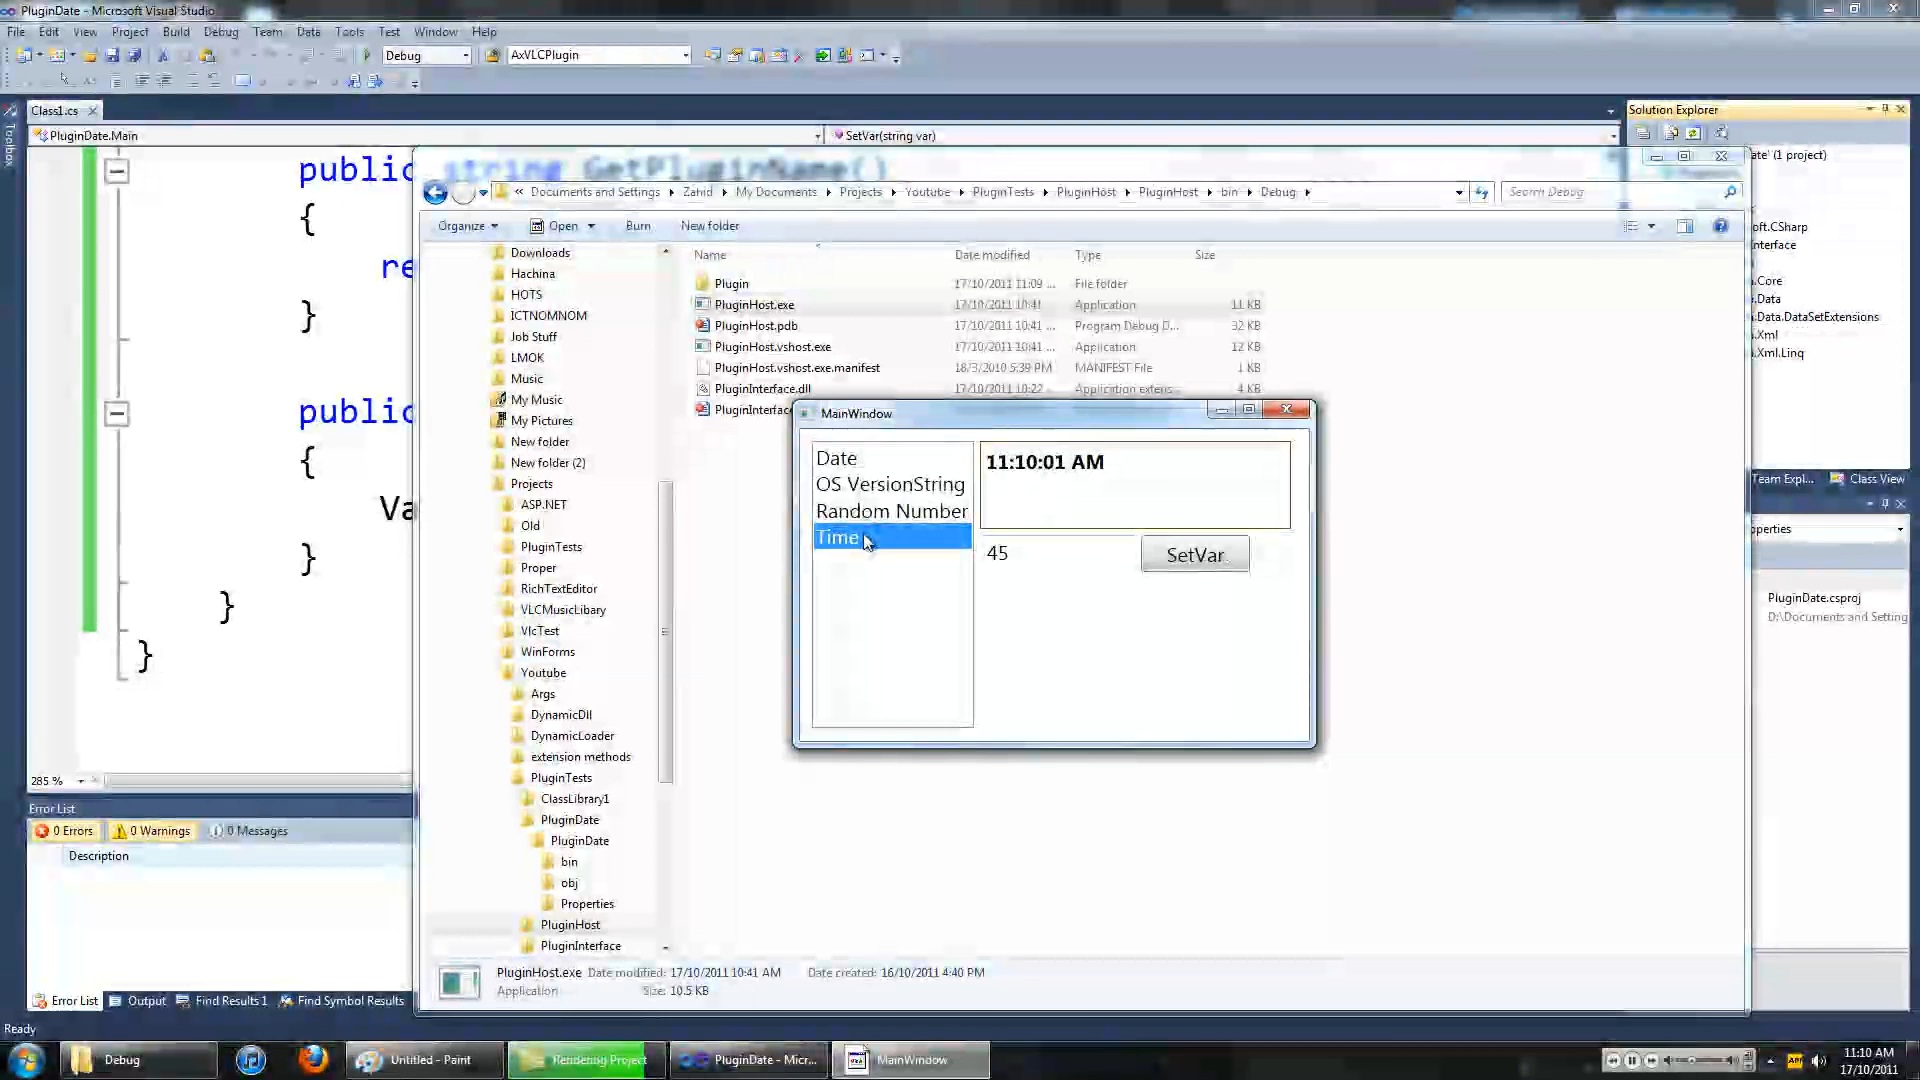 PluginDate - Microsoft Visual Studio
File Edit View Project Build Debug Team Data Tools Test Window Help
Debug AxVLCPlugin
Class1.cs
Solution Explorer
Toolbox
PluginDate.Main SetVar(string var)
ate' (1 project)
public string GetPluginName()
« Documents and Settings Zahid My Documents Projects Youtube PluginTests PluginHost PluginHost bin Debug Search Debug
{
Organize Open Burn New folder
oft.CSharp
nterface
.Core
.Data
.Data.DataSetExtensions
.Xml
.Xml.Linq
re
}
public
{
Va
}
}
}
Name Date modified Type Size
Plugin 17/10/2011 11:09 ... File folder
PluginHost.exe 17/10/2011 10:41 Application 11 KB
PluginHost.pdb 17/10/2011 10:41 ... Program Debug D... 32 KB
PluginHost.vshost.exe 17/10/2011 10:41 ... Application 12 KB
PluginHost.vshost.exe.manifest 18/3/2010 5:39 PM MANIFEST File 1 KB
PluginInterface.dll 17/10/2011 10:22 ... Application extens... 4 KB
PluginInterfac
Downloads
Hachina
HOTS
ICTNOMNOM
Job Stuff
LMOK
Music
My Music
My Pictures
New folder
New folder (2)
Projects
ASP.NET
Old
PluginTests
Proper
RichTextEditor
VLCMusicLibary
VlcTest
WinForms
Youtube
Args
DynamicDll
DynamicLoader
extension methods
PluginTests
ClassLibrary1
PluginDate
PluginDate
bin
obj
Properties
PluginHost
PluginInterface
MainWindow
Date
OS VersionString
Random Number
Time
11:10:01 AM
45 SetVar
Team Expl... Class View
operties
PluginDate.csproj
D:\Documents and Setting
285 %
Error List
0 Errors 0 Warnings 0 Messages
Description
PluginHost.exe Date modified: 17/10/2011 10:41 AM Date created: 16/10/2011 4:40 PM
Application Size: 10.5 KB
Error List Output Find Results 1 Find Symbol Results
Ready
Debug Untitled - Paint Rendering Project PluginDate - Micr... MainWindow
11:10 AM
17/10/2011